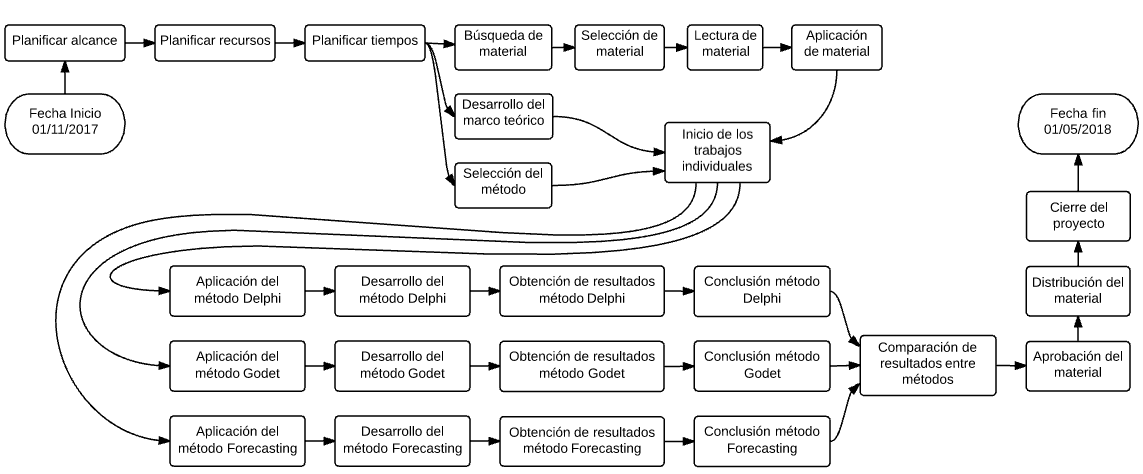 Planificar alcance
Planificar recursos
Planificar tiempos
Búsqueda de
material
Selección de
material
Lectura de
material
Aplicación
de material
Fecha Inicio
01/11/2017
Desarrollo del
marco teórico
Selección del
método
Inicio de los
trabajos
individuales
Aplicación del
método Delphi
Desarrollo del
método Delphi
Obtención de resultados
método Delphi
Conclusión método
Delphi
Aplicación del
método Godet
Desarrollo del
método Godet
Obtención de resultados
método Godet
Conclusión método
Godet
Aplicación del
método Forecasting
Desarrollo del
método Forecasting
Obtención de resultados
método Forecasting
Conclusión método
Forecasting
Comparación de
resultados entre
métodos
Aprobación del
material
Distribución del
material
Cierre del
proyecto
Fecha fin
01/05/2018